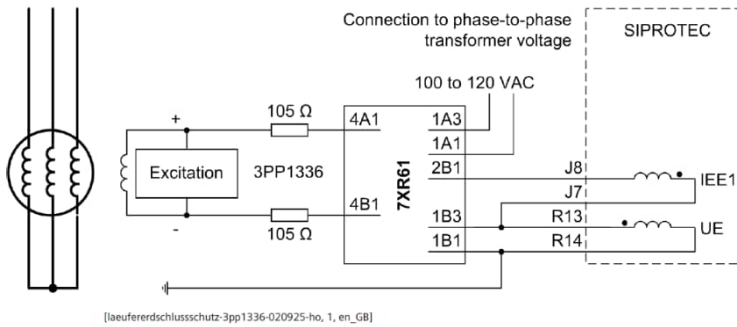 Connection to phase-to-phase
transformer voltage
SIPROTEC
100 to 120 VAC
+
105 Ω
4A1
1A3
1A1
2B1
J8
IEE1
J7
Excitation
3PP1336
7XR61
4B1
1B3
R13
UE
-
105 Ω
1B1
R14
[laeufererdschlussschutz-3pp1336-020925-ho, 1, en_GB]